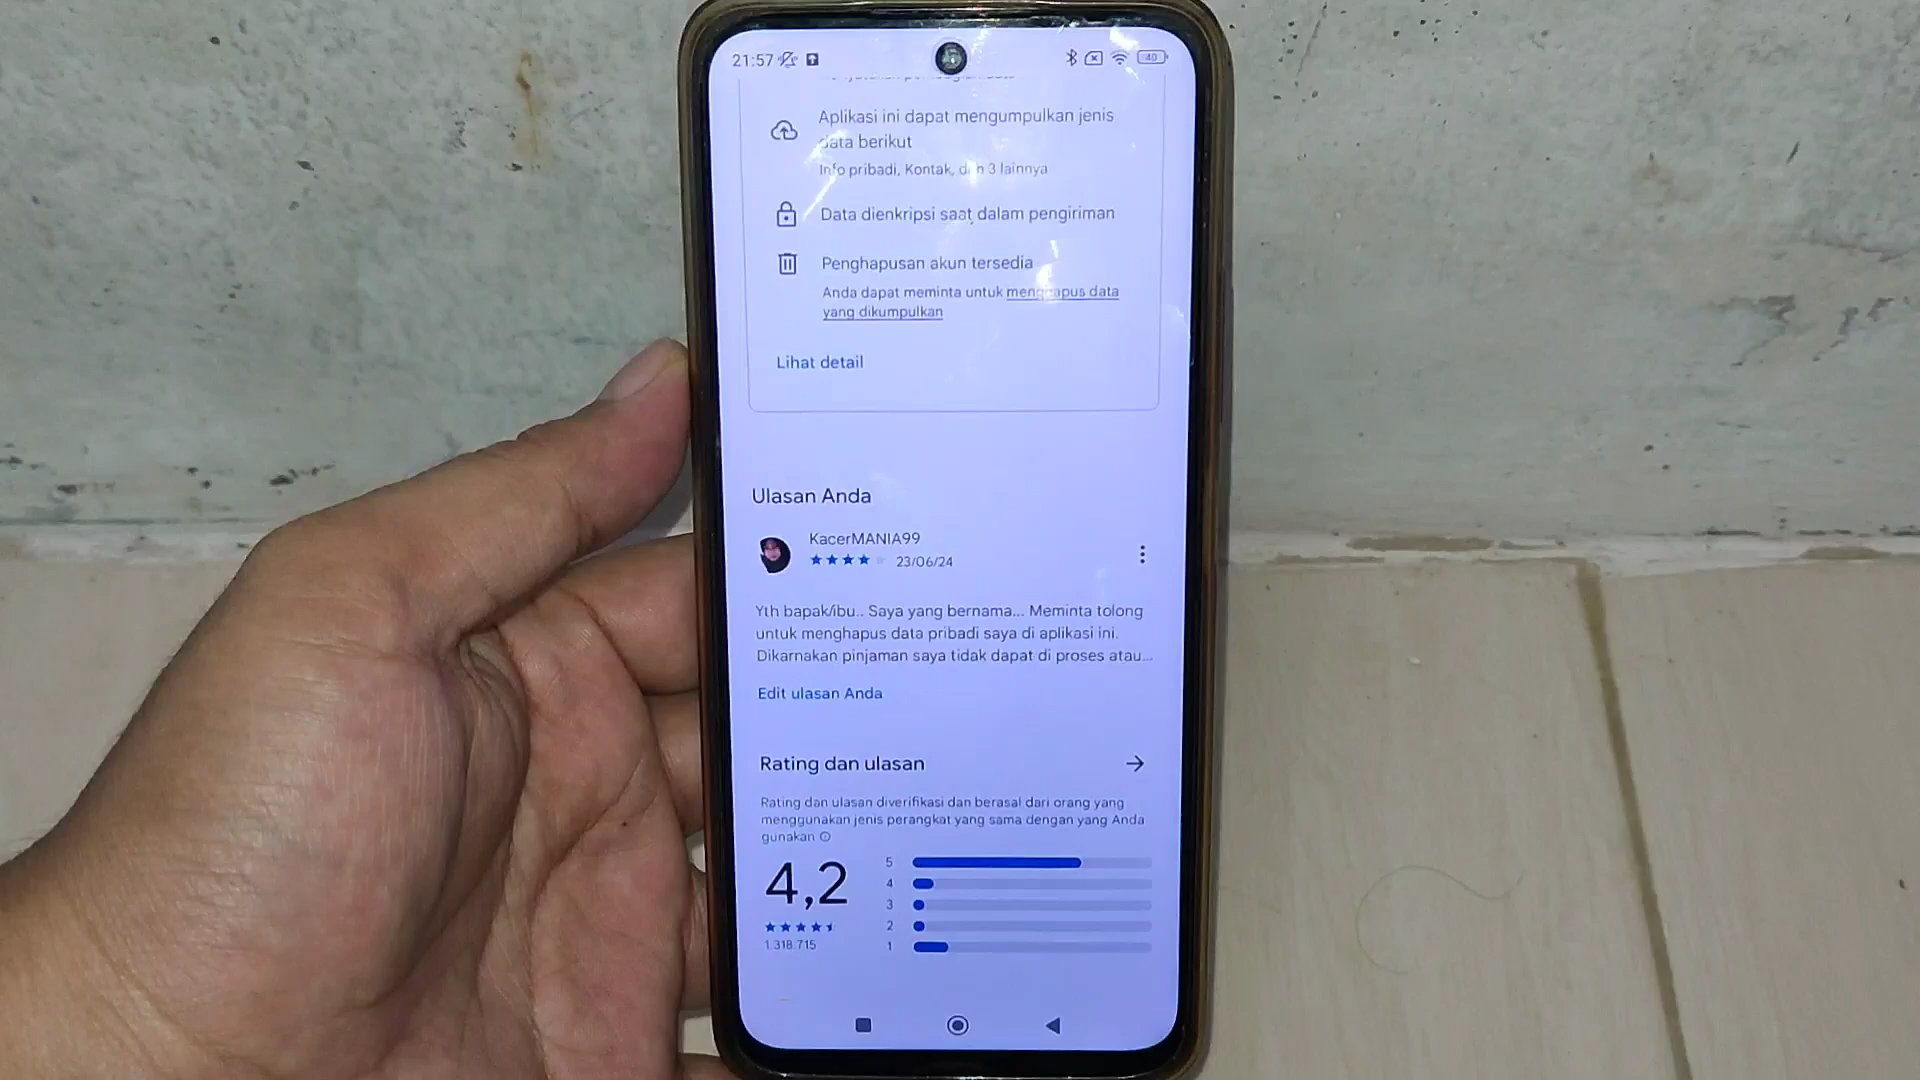 21:57
40
Aplikasi ini dapat mengumpulkan jenis
data berikut
Info pribadi, Kontak, dan 3 lainnya
Data dienkripsi saat dalam pengiriman
Penghapusan akun tersedia
Anda dapat meminta untuk menghapus data
yang dikumpulkan
Lihat detail
Ulasan Anda
KacerMANIA99
23/06/24
Yth bapak/ibu.. Saya yang bernama... Meminta tolong
untuk menghapus data pribadi saya di aplikasi ini.
Dikarnakan pinjaman saya tidak dapat di proses atau...
Edit ulasan Anda
Rating dan ulasan
Rating dan ulasan diverifikasi dan berasal dari orang yang
menggunakan jenis perangkat yang sama dengan yang Anda
gunakan
4,2
1.318.715
5
4
3
2
1